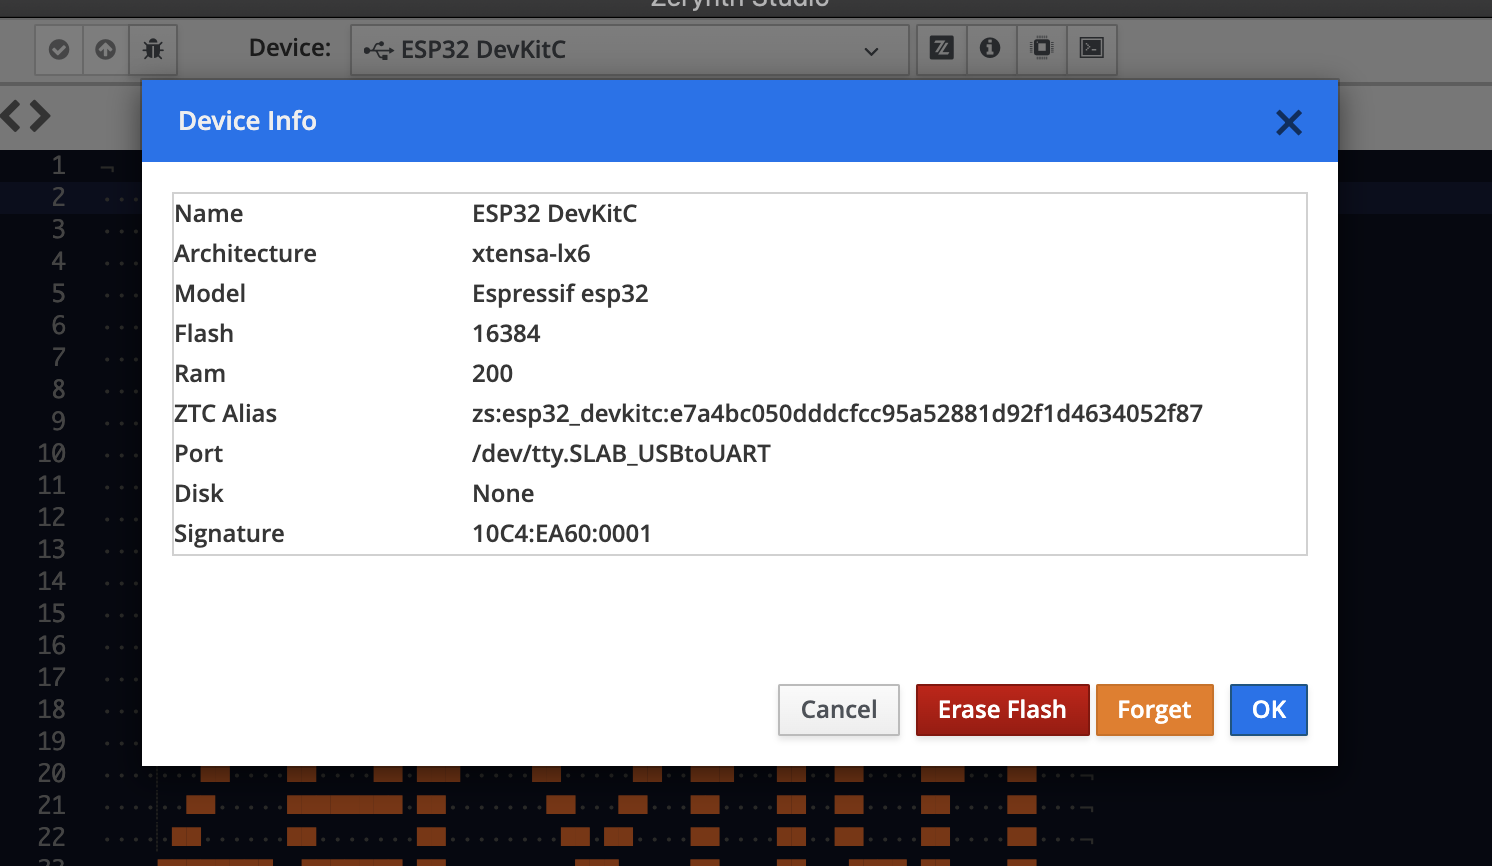 Zerynth Studio
Device: ESP32 DevKitC
Device Info
1 ¬
2
3
4
5
6
7
8
9
10
11
12
13
14
15
16
17
18
19
20
21
22
23
Name ESP32 DevKitC
Architecture xtensa-lx6
Model Espressif esp32
Flash 16384
Ram 200
ZTC Alias zs:esp32_devkitc:e7a4bc050dddcfcc95a52881d92f1d4634052f87
Port /dev/tty.SLAB_USBtoUART
Disk None
Signature 10C4:EA60:0001
Cancel Erase Flash Forget OK